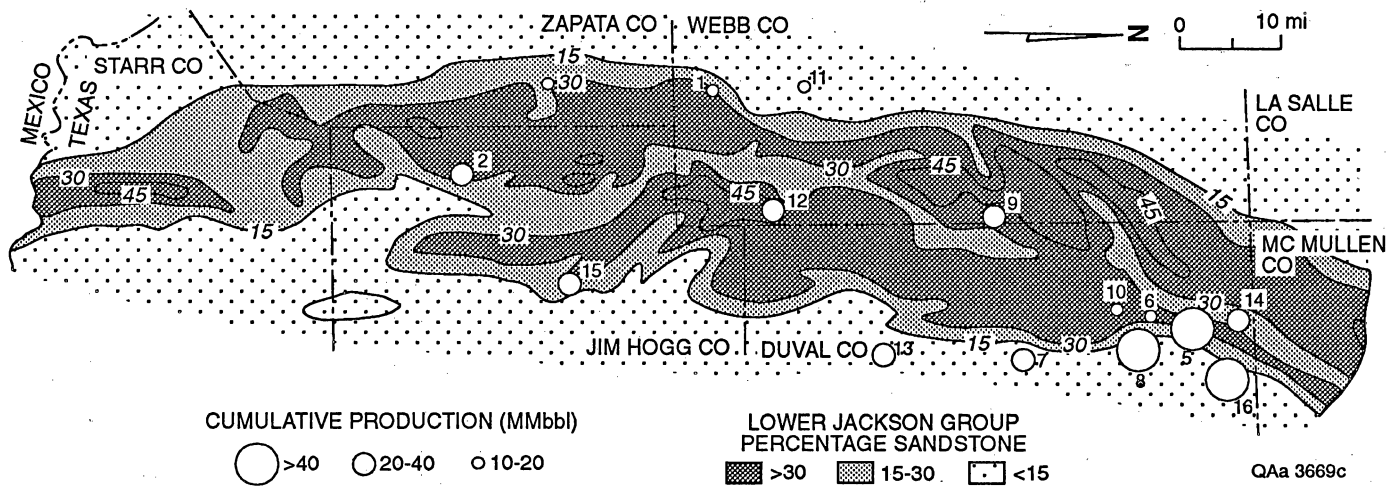 ZAPATA CO
WEBB CO
N
0 10 mi
MEXICO
TEXAS
STARR CO
LA SALLE
CO
MC MULLEN
CO
JIM HOGG CO
DUVAL CO
15
30
1
11
2
30
45
15
30
45
12
30
45
9
45
15
15
10
6
30
14
5
15
30
13
7
8
16
CUMULATIVE PRODUCTION (MMbbl)
>40 20-40 10-20
LOWER JACKSON GROUP
PERCENTAGE SANDSTONE
>30 15-30 <15
QAa 3669c